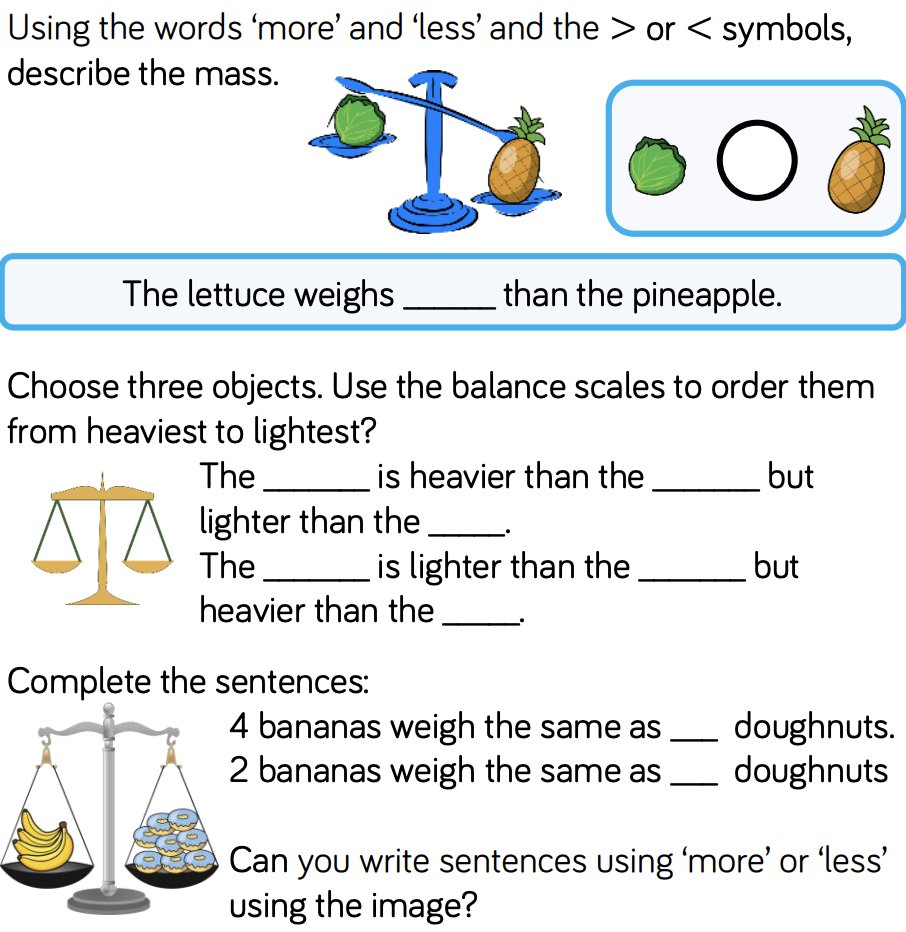 Using the words ‘more’ and ‘less’ and the > or < symbols,
describe the mass.
The lettuce weighs ______ than the pineapple.
Choose three objects. Use the balance scales to order them
from heaviest to lightest?
The _______ is heavier than the _______ but
lighter than the _____.
The _______ is lighter than the _______ but
heavier than the _____.
Complete the sentences:
4 bananas weigh the same as ___ doughnuts.
2 bananas weigh the same as ___ doughnuts
Can you write sentences using ‘more’ or ‘less’
using the image?